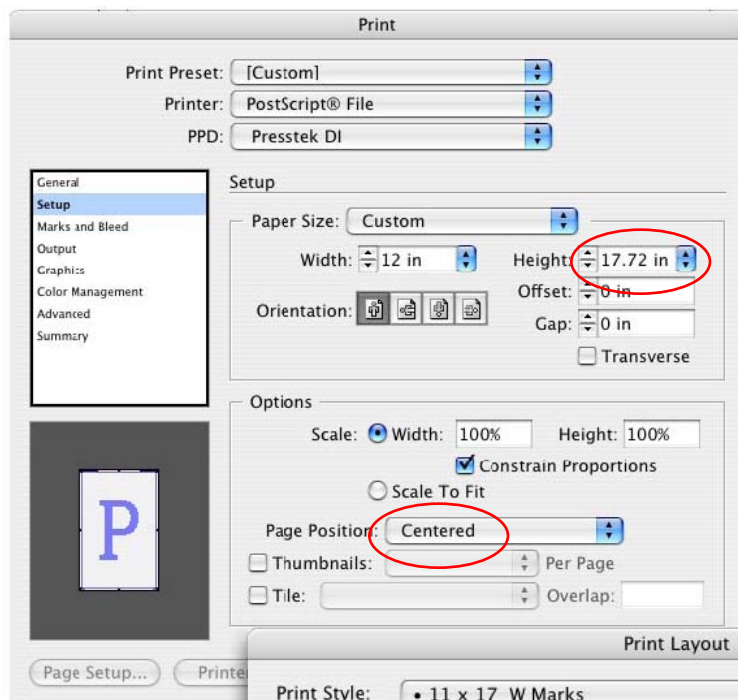 Print
Print Preset: [Custom]
Printer: PostScript® File
PPD: Presstek DI
General
Setup
Marks and Bleed
Output
Graphics
Color Management
Advanced
Summary
Setup
Paper Size: Custom
Width: 12 in Height: 17.72 in
Orientation: Offset: 0 in
Gap: 0 in
Transverse
Options
Scale: Width: 100% Height: 100%
Constrain Proportions
Scale To Fit
Page Position: Centered
Thumbnails: Per Page
Tile: Overlap:
P
Page Setup... Printe
Print Layout
Print Style: • 11 x 17 W Marks